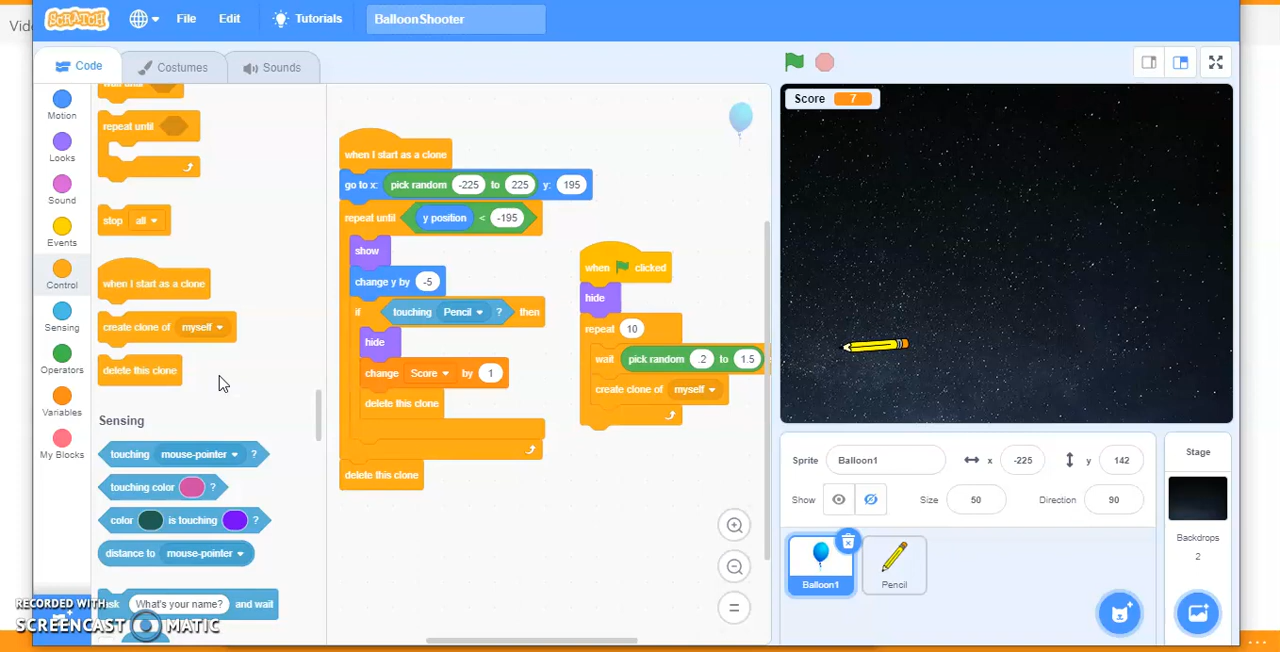 Vid
SCRATCH File Edit Tutorials BalloonShooter
Code Costumes Sounds
Motion
Looks
Sound
Events
Control
Sensing
Operators
Variables
My Blocks
wait until
repeat until
stop all
when I start as a clone
create clone of myself
delete this clone
Sensing
touching mouse-pointer ?
touching color ?
color is touching ?
distance to mouse-pointer
ask What's your name? and wait
when I start as a clone
go to x: pick random -225 to 225 y: 195
repeat until y position < -195
show
change y by -5
if touching Pencil ? then
hide
change Score by 1
delete this clone
delete this clone
when clicked
hide
repeat 10
wait pick random .2 to 1.5
create clone of myself
Score 7
Sprite Balloon1 x -225 y 142
Show Size 50 Direction 90
Balloon1
Pencil
Stage
Backdrops
2
RECORDED WITH
SCREENCAST MATIC